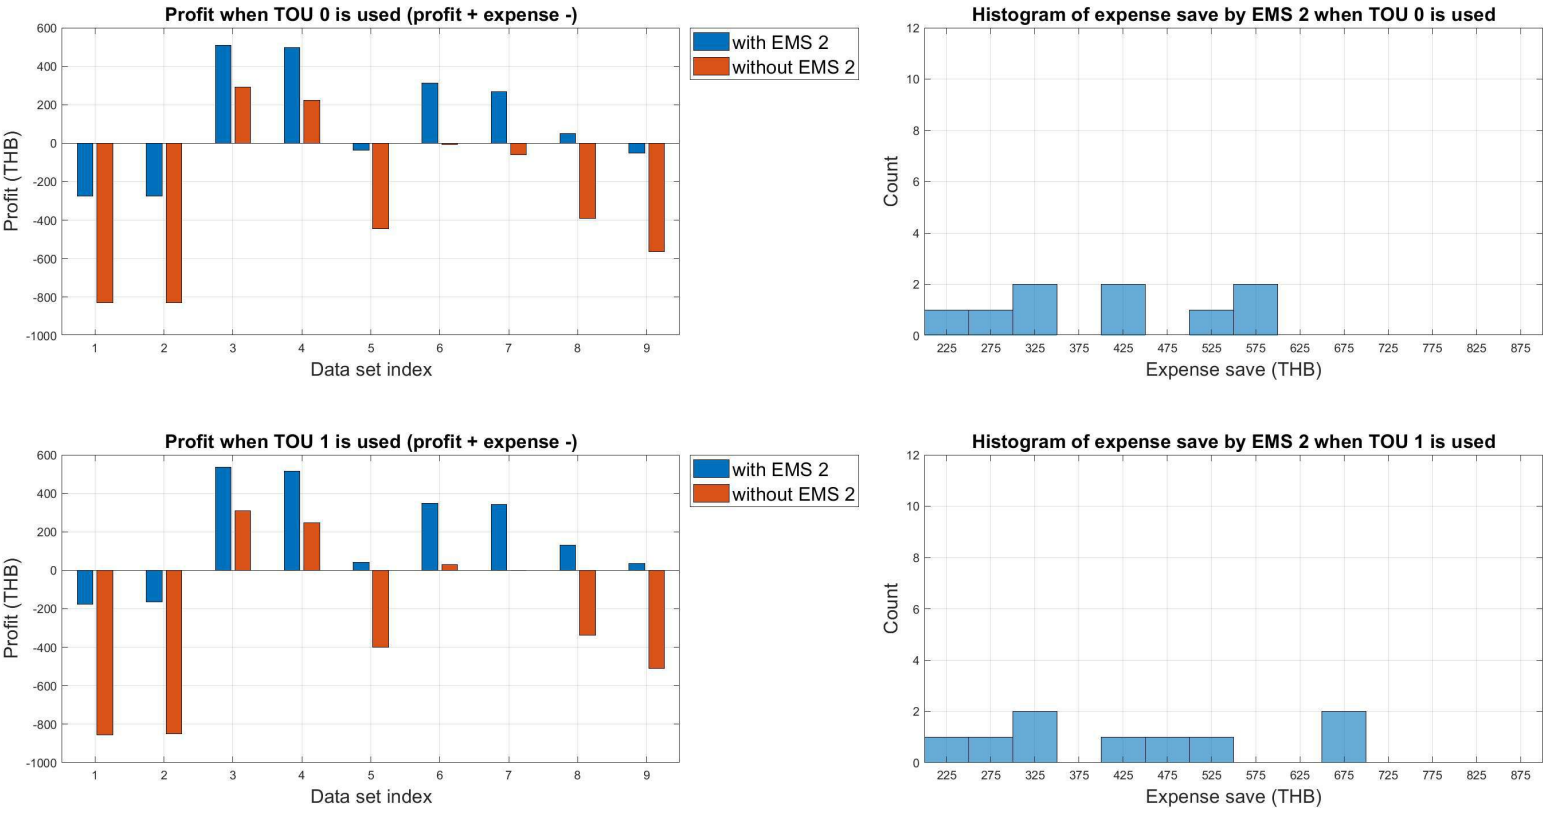 Profit when TOU 0 is used (profit + expense -)
600
400
200
0
-200
-400
-600
-800
-1000
Profit (THB)
1 2 3 4 5 6 7 8 9
Data set index
with EMS 2
without EMS 2
Histogram of expense save by EMS 2 when TOU 0 is used
12
10
8
6
4
2
0
Count
225 275 325 375 425 475 525 575 625 675 725 775 825 875
Expense save (THB)
Profit when TOU 1 is used (profit + expense -)
600
400
200
0
-200
-400
-600
-800
-1000
Profit (THB)
1 2 3 4 5 6 7 8 9
Data set index
with EMS 2
without EMS 2
Histogram of expense save by EMS 2 when TOU 1 is used
12
10
8
6
4
2
0
Count
225 275 325 375 425 475 525 575 625 675 725 775 825 875
Expense save (THB)